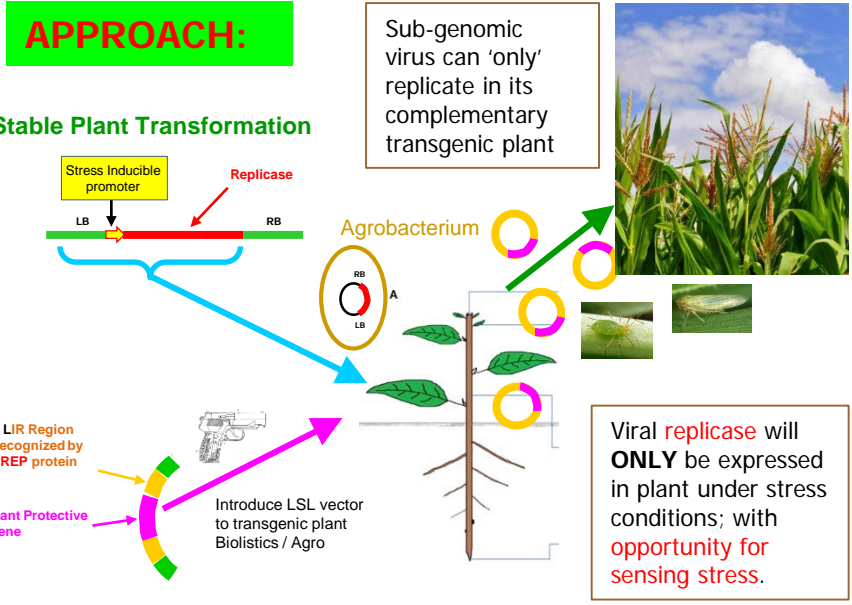 APPROACH:
Sub-genomic
virus can 'only'
replicate in its
complementary
transgenic plant
Stable Plant Transformation
Stress Inducible
promoter
Replicase
LB
RB
Agrobacterium
RB
A
LB
LIR Region
recognized by
REP protein
ant Protective
ene
Introduce LSL vector
to transgenic plant
Biolistics / Agro
Viral replicase will
ONLY be expressed
in plant under stress
conditions; with
opportunity for
sensing stress.